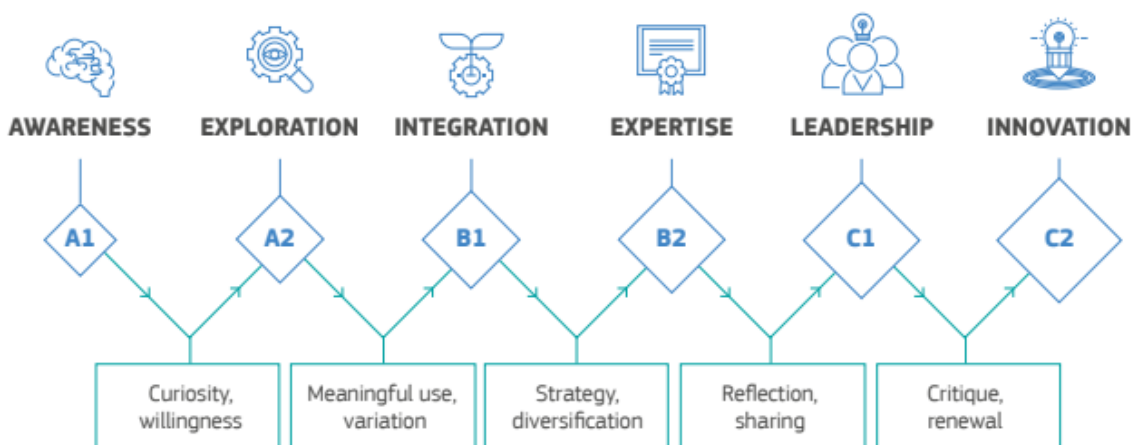 AWARENESS
EXPLORATION
INTEGRATION
EXPERTISE
LEADERSHIP
INNOVATION
A1
A2
B1
B2
C1
C2
Curiosity,
willingness
Meaningful use,
variation
Strategy,
diversification
Reflection,
sharing
Critique,
renewal